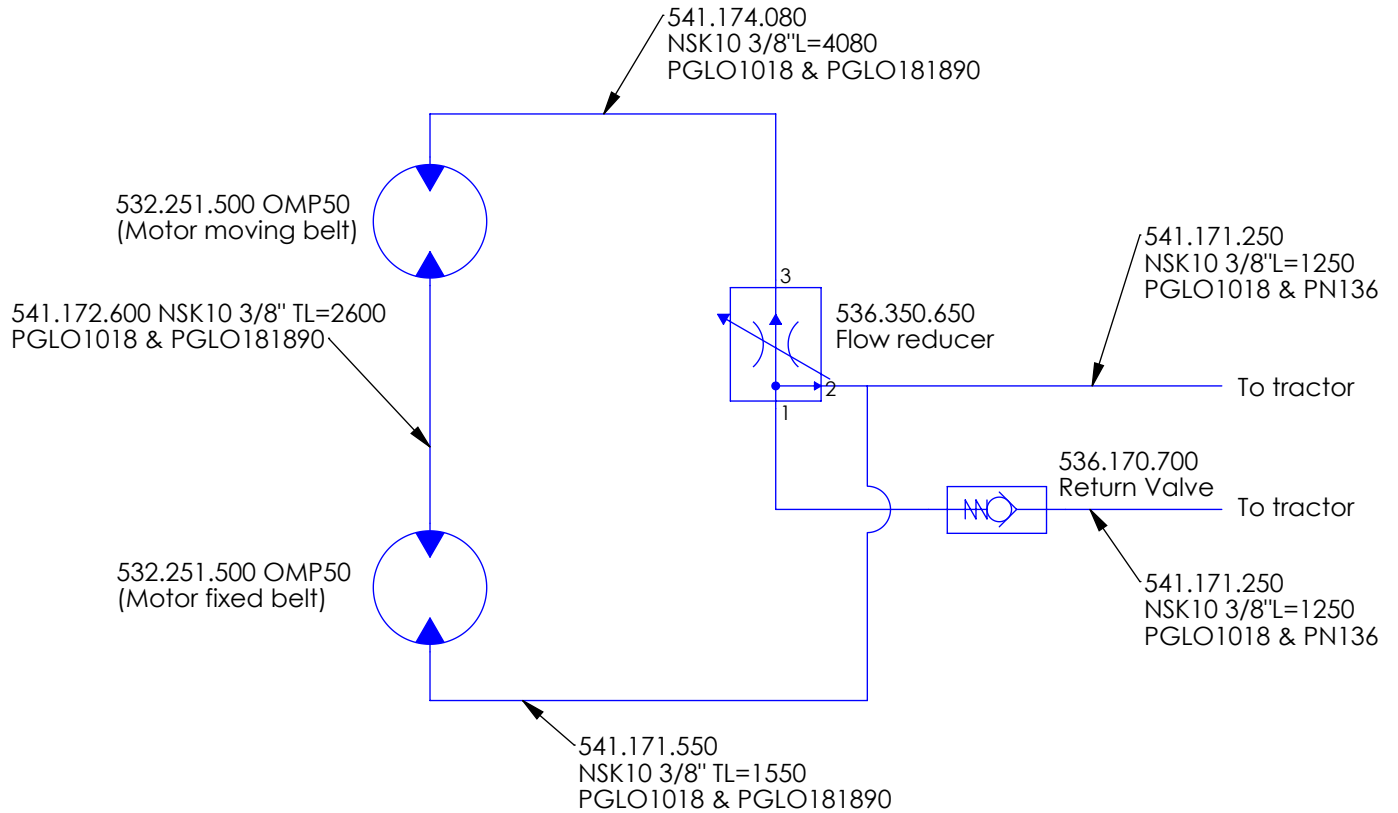 541.174.080
NSK10 3/8"L=4080
PGLO1018 & PGLO181890
532.251.500 OMP50
(Motor moving belt)
541.171.250
NSK10 3/8"L=1250
PGLO1018 & PN136
3
541.172.600 NSK10 3/8" TL=2600
PGLO1018 & PGLO181890
536.350.650
Flow reducer
2
To tractor
1
536.170.700
Return Valve
To tractor
532.251.500 OMP50
(Motor fixed belt)
541.171.250
NSK10 3/8"L=1250
PGLO1018 & PN136
541.171.550
NSK10 3/8" TL=1550
PGLO1018 & PGLO181890